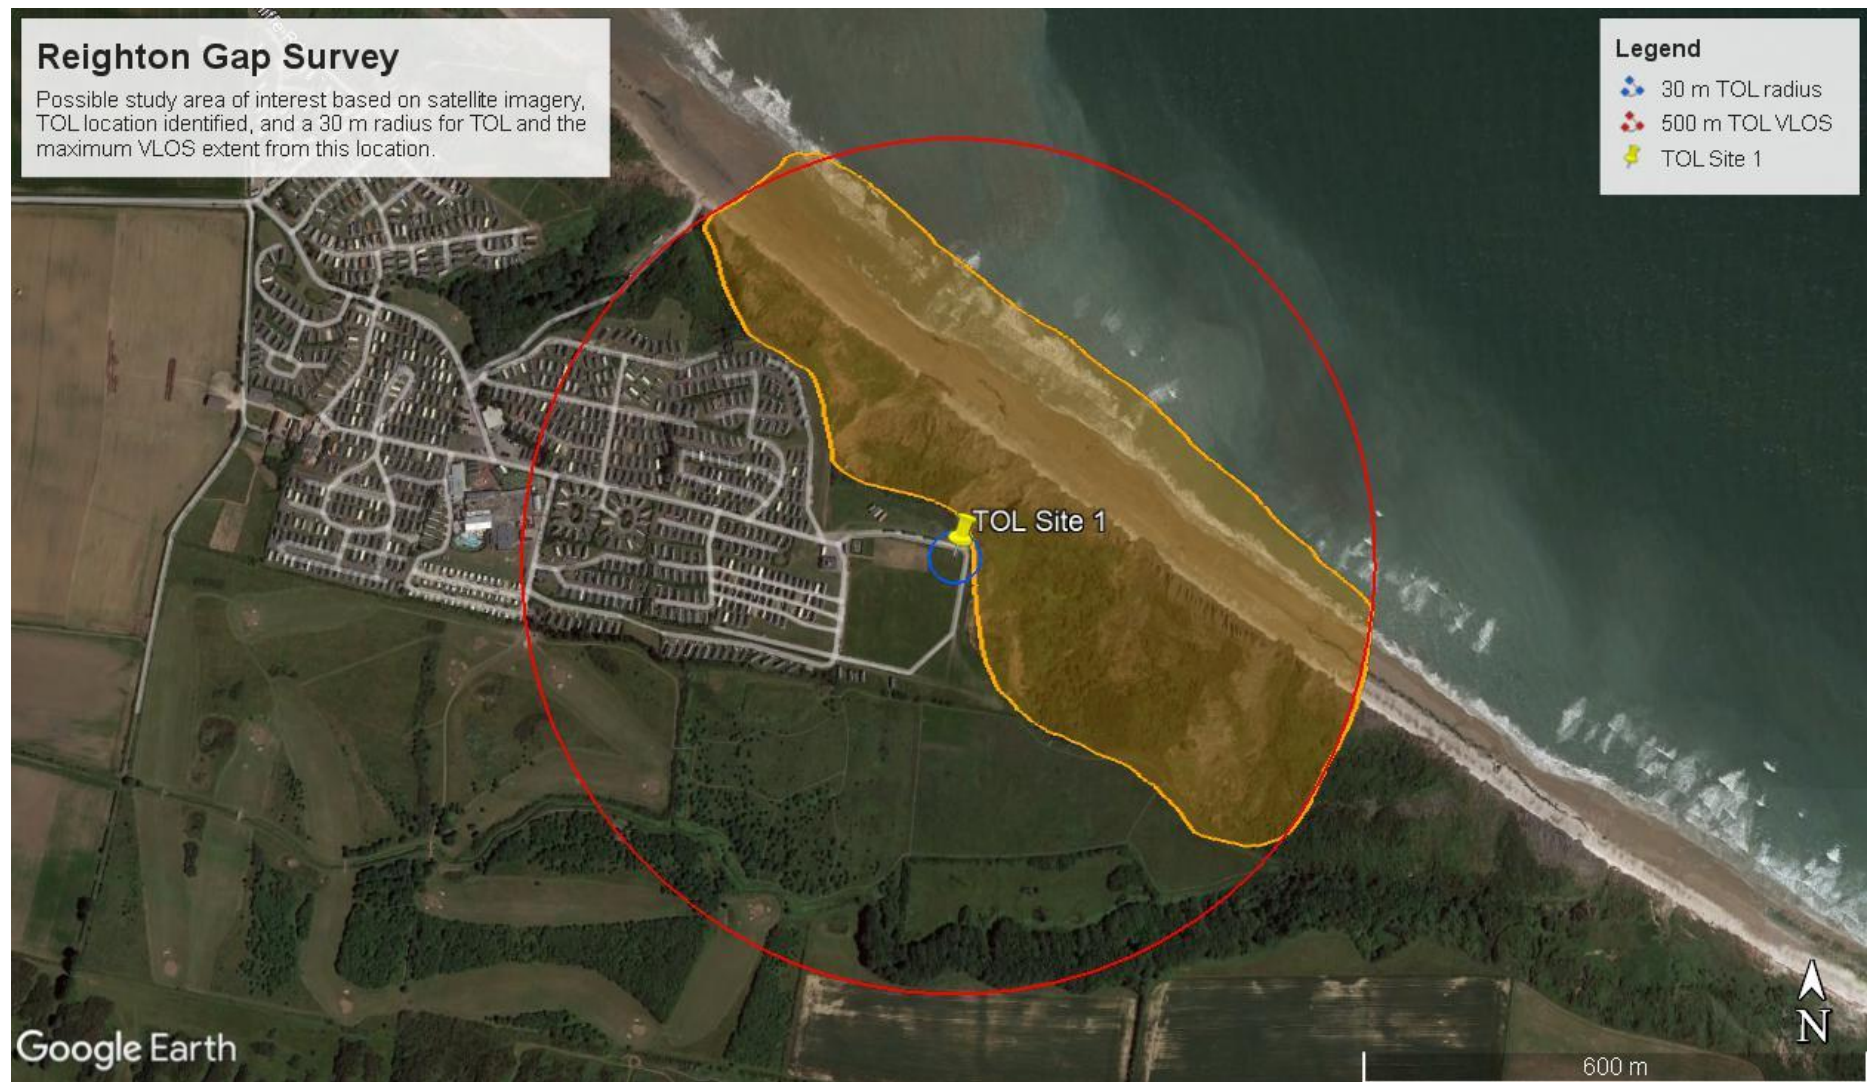 Reighton Gap Survey
Possible study area of interest based on satellite imagery,
TOL location identified, and a 30 m radius for TOL and the
maximum VLOS extent from this location.
Legend
30 m TOL radius
500 m TOL VLOS
TOL Site 1
TOL Site 1
N
Google Earth
600 m